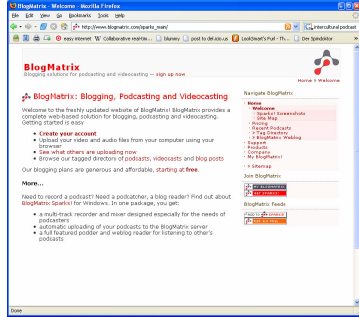 BlogMatrix - Welcome - Mozilla Firefox
File Edit View Go Bookmarks Tools Help
http://www.blogmatrix.com/sparks_main/
intercultural podcast
easy internet Collaborative real-tim... blummy post to del.icio.us LookSmart's Furl - Th... Der Spindoktor
BlogMatrix
Blogging solutions for podcasting and videocasting — sign up now
Home > Welcome
BlogMatrix: Blogging, Podcasting and Videocasting
Welcome to the freshly updated website of BlogMatrix! BlogMatrix provides a
complete web-based solution for blogging, podcasting and videocasting.
Getting started is easy
Create your account
Upload your video and audio files from your computer using your
browser
See what others are uploading now
Browse our tagged directory of podcasts, videocasts and blog posts
Our blogging plans are generous and affordable, starting at free.
More...
Need to record a podcast? Need a podcatcher, a blog reader? Find out about
BlogMatrix Sparks! for Windows. In one package, you get:
a multi-track recorder and mixer designed especially for the needs of
podcasters
automatic uploading of your podcasts to the BlogMatrix server
a full featured podder and weblog reader for listening to other's
podcasts
Navigate BlogMatrix
Home
Welcome
Sparks! Screenshots
Site Map
Pricing
Recent Podcasts
Tag Directory
BlogMatrix Weblog
Support
Products
Company
My BlogMatrix!
> Sitemap
Join BlogMatrix
MY BLOGMATRIX
GET SPARKS!
BlogMatrix Feeds
ADD TO SPARKS!
Done